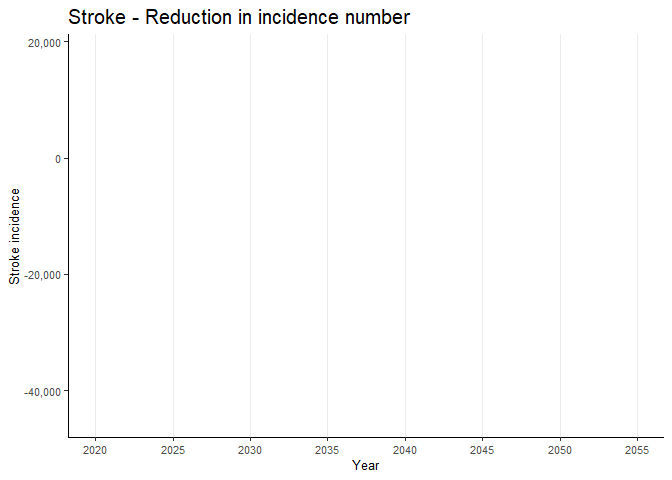 Stroke - Reduction in incidence number
20,000
0
-20,000
-40,000
Stroke incidence
2020 2025 2030 2035 2040 2045 2050 2055
Year